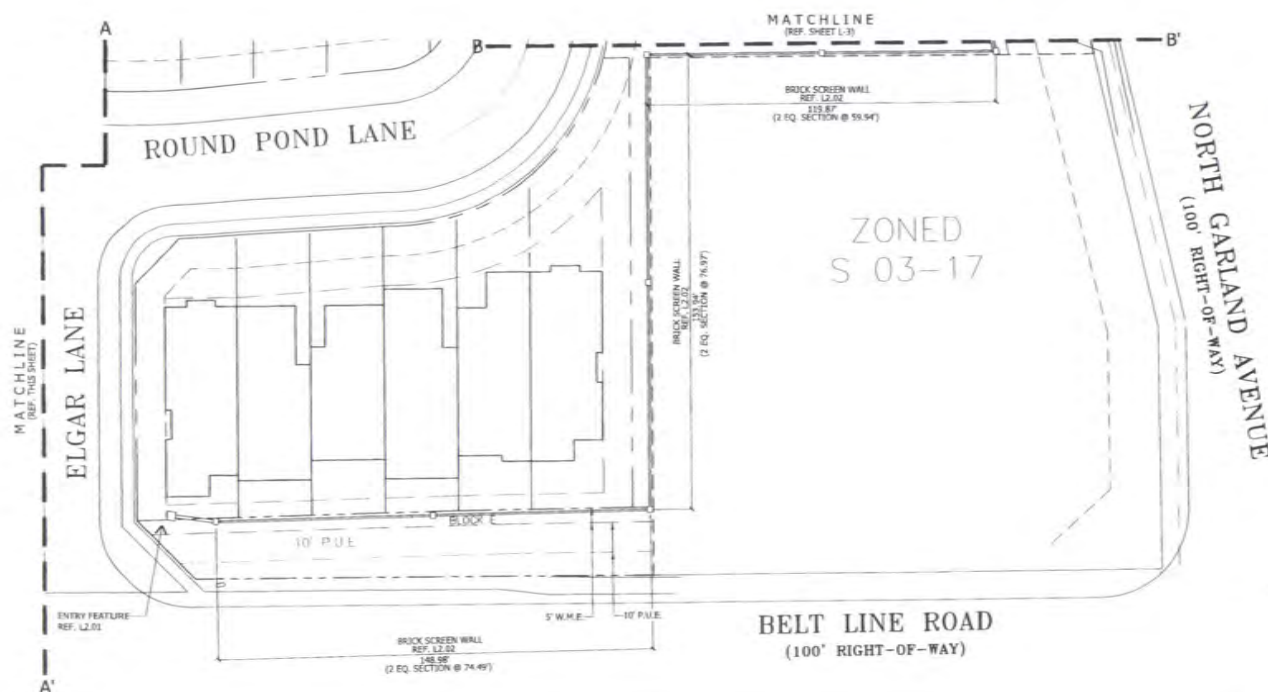 MATCHLINE
(REF. SHEET L-3)
A
B
B'
BRICK SCREEN WALL
REF. L2.02
119.87'
(2 EQ. SECTION @ 59.94')
ROUND POND LANE
NORTH GARLAND AVENUE
(100' RIGHT-OF-WAY)
ZONED
S 03-17
BRICK SCREEN WALL
REF. L2.02
153.94'
(2 EQ. SECTION @ 76.97')
MATCHLINE
(REF. THIS SHEET)
ELGAR LANE
BLOCK E
10' P.U.E
ENTRY FEATURE
REF. L2.01
5' W.M.E.
10' P.U.E.
BELT LINE ROAD
(100' RIGHT-OF-WAY)
BRICK SCREEN WALL
REF. L2.02
148.98'
(2 EQ. SECTION @ 74.49')
A'